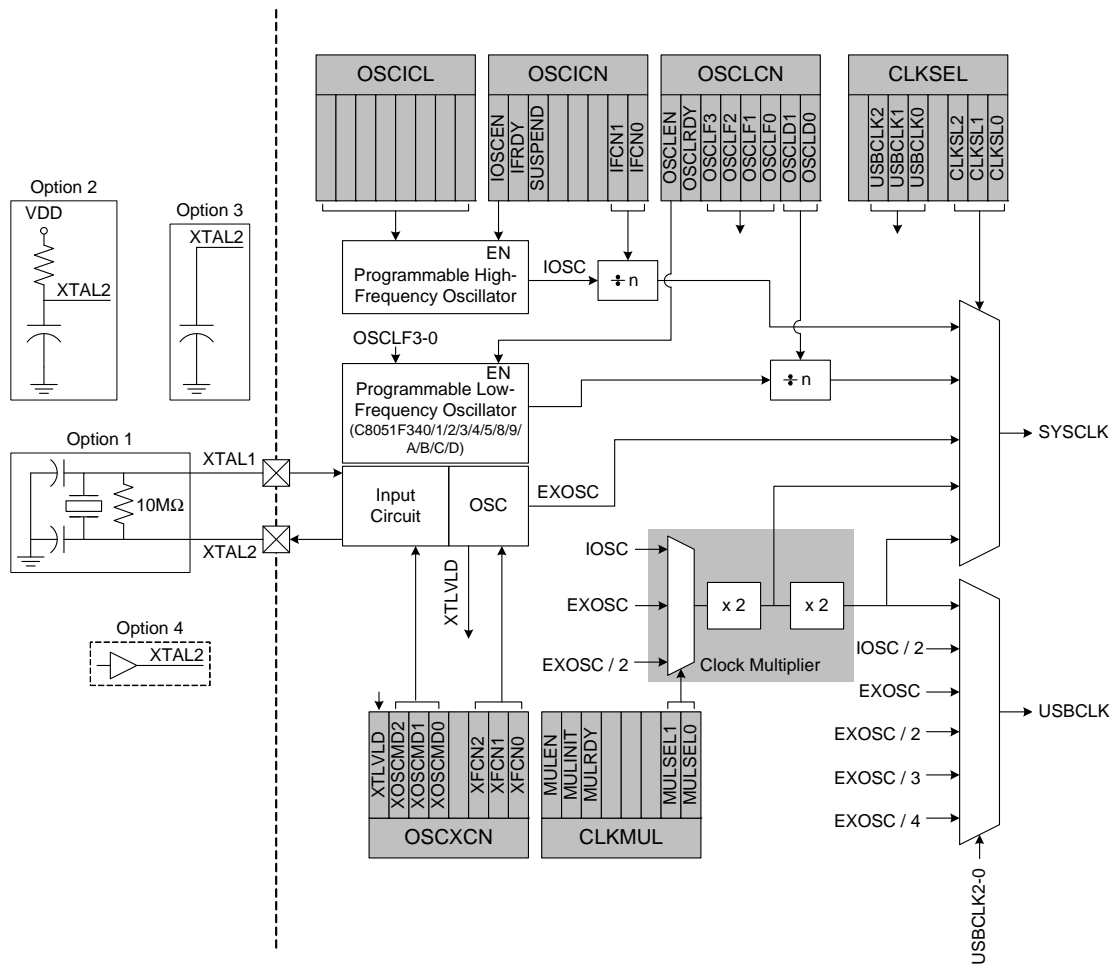 OSCICL
OSCICN
OSCLCN
CLKSEL
IOSCEN
IFRDY
SUSPEND
IFCN1
IFCN0
OSCLEN
OSCLRDY
OSCLF3
OSCLF2
OSCLF1
OSCLF0
OSCLD1
OSCLD0
USBCLK2
USBCLK1
USBCLK0
CLKSL2
CLKSL1
CLKSL0
Option 2
VDD
XTAL2
Option 3
XTAL2
EN
Programmable High-
Frequency Oscillator
IOSC
÷ n
OSCLF3-0
EN
Programmable Low-
Frequency Oscillator
(C8051F340/1/2/3/4/5/8/9/
A/B/C/D)
÷ n
SYSCLK
Option 1
XTAL1
10MΩ
XTAL2
Input
Circuit
OSC
EXOSC
XTLVLD
IOSC
EXOSC
EXOSC / 2
x 2
x 2
Clock Multiplier
Option 4
XTAL2
IOSC / 2
EXOSC
EXOSC / 2
EXOSC / 3
EXOSC / 4
USBCLK
USBCLK2-0
XTLVLD
XOSCMD2
XOSCMD1
XOSCMD0
XFCN2
XFCN1
XFCN0
OSCXCN
MULEN
MULINIT
MULRDY
MULSEL1
MULSEL0
CLKMUL